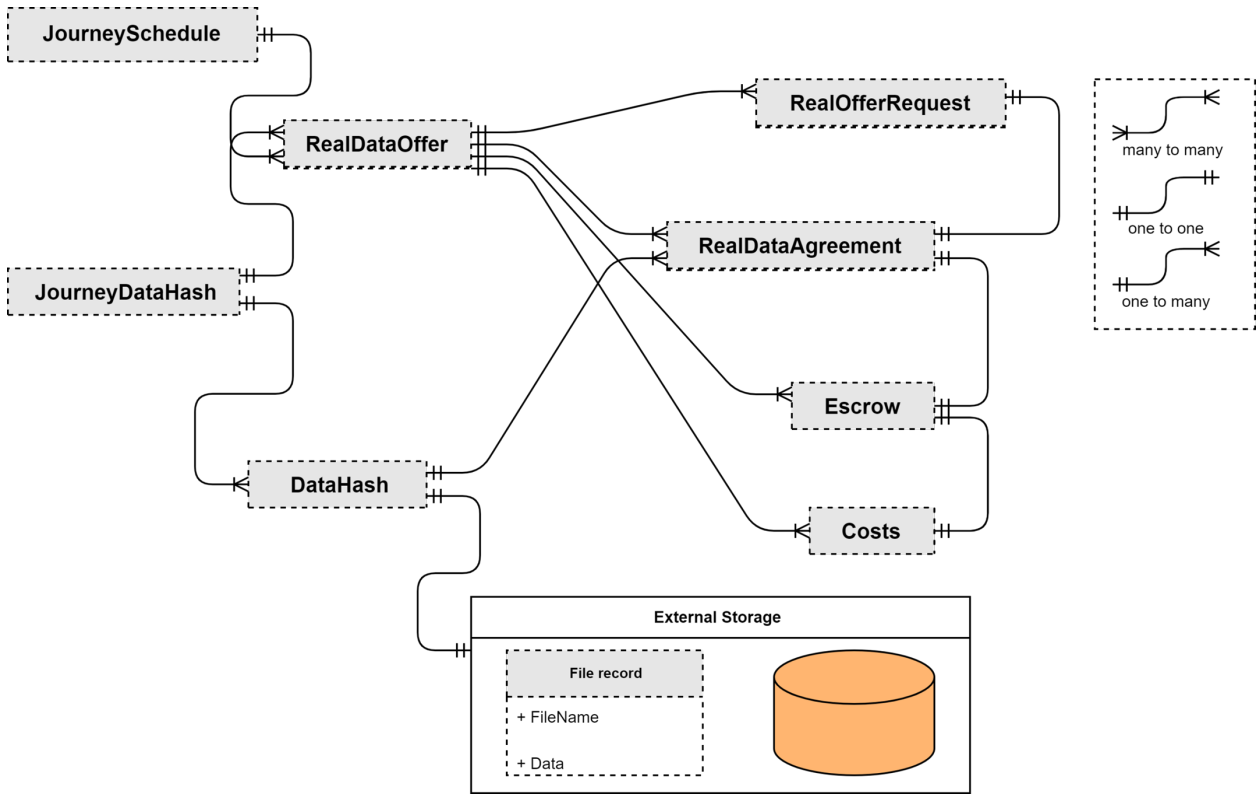 JourneySchedule
RealOfferRequest
RealDataOffer
many to many
one to one
RealDataAgreement
JourneyDataHash
one to many
Escrow
DataHash
Costs
External Storage
File record
+ FileName
+ Data